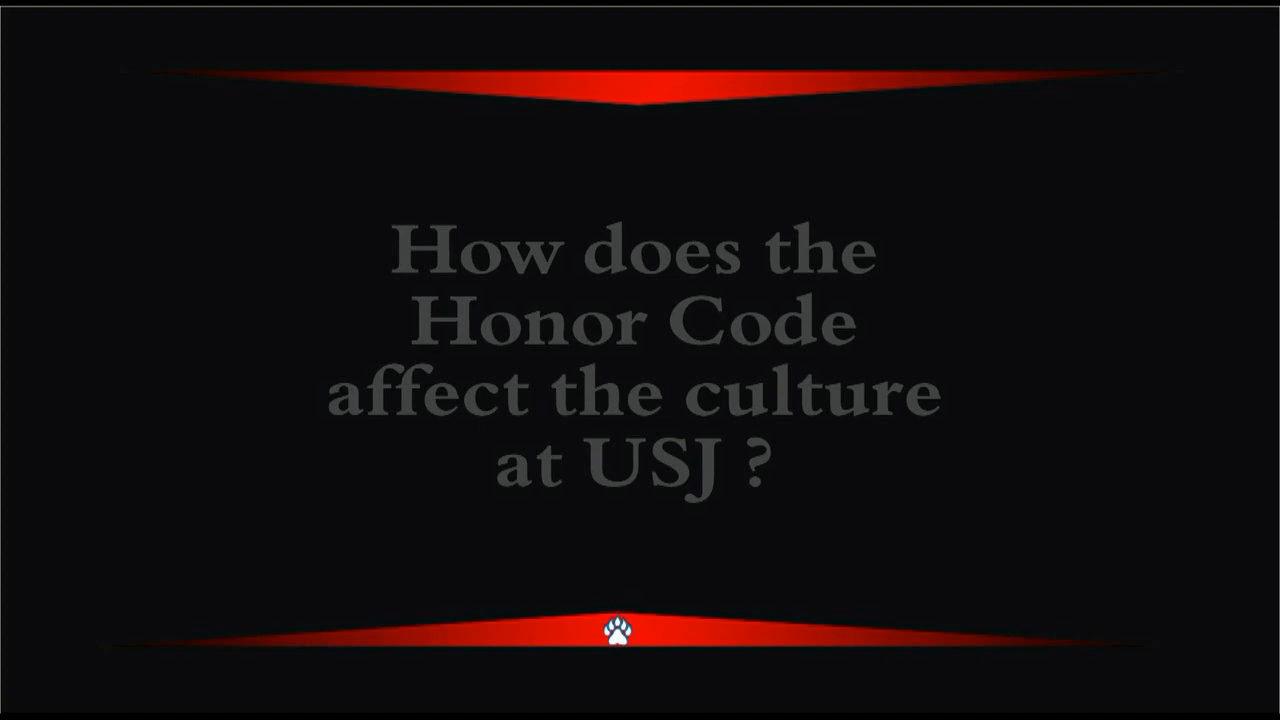 How does the
Honor Code
affect the culture
at USJ ?